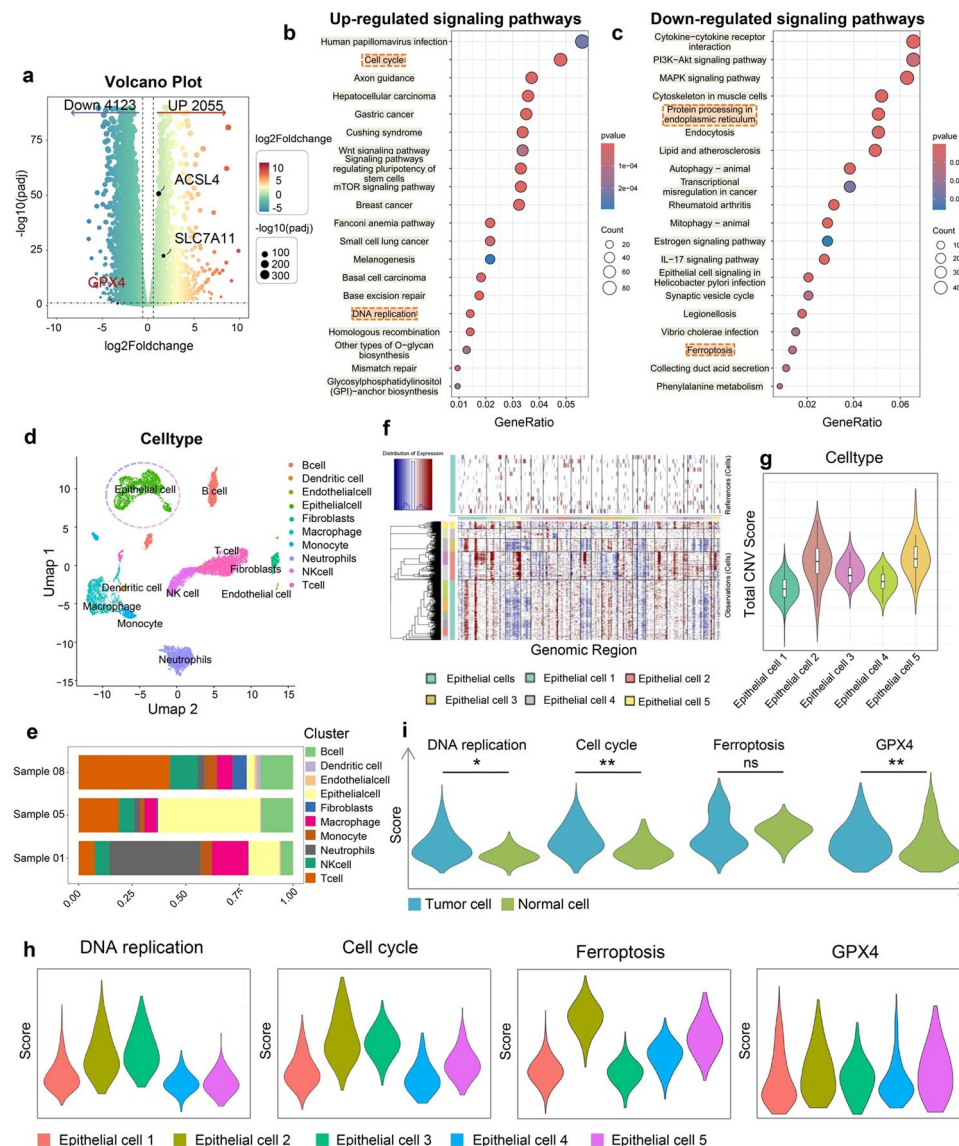 a
Volcano Plot
Down 4123
UP 2055
ACSL4
SLC7A11
GPX4
-log10(padj)
75
50
25
0
-10
-5
0
5
10
log2Foldchange
log2Foldchange
10
5
0
-5
-log10(padj)
100
200
300
b
Up-regulated signaling pathways
Human papillomavirus infection
Cell cycle
Axon guidance
Hepatocellular carcinoma
Gastric cancer
Cushing syndrome
Wnt signaling pathway
Signaling pathways
regulating pluripotency of
stem cells
mTOR signaling pathway
Breast cancer
Fanconi anemia pathway
Small cell lung cancer
Melanogenesis
Basal cell carcinoma
Base excision repair
DNA replication
Homologous recombination
Other types of O-glycan
biosynthesis
Mismatch repair
Glycosylphosphatidylinositol
(GPI)-anchor biosynthesis
0.01
0.02
0.03
0.04
0.05
GeneRatio
pvalue
1e-04
2e-04
Count
20
40
60
80
c
Down-regulated signaling pathways
Cytokine-cytokine receptor
interaction
PI3K-Akt signaling pathway
MAPK signaling pathway
Cytoskeleton in muscle cells
Protein processing in
endoplasmic reticulum
Endocytosis
Lipid and atherosclerosis
Autophagy - animal
Transcriptional
misregulation in cancer
Rheumatoid arthritis
Mitophagy - animal
Estrogen signaling pathway
IL-17 signaling pathway
Epithelial cell signaling in
Helicobacter pylori infection
Synaptic vesicle cycle
Legionellosis
Vibrio cholerae infection
Ferroptosis
Collecting duct acid secretion
Phenylalanine metabolism
0.02
0.04
0.06
GeneRatio
pvalue
0.0
0.0
0.0
Count
10
20
30
40
d
Celltype
Epithelial cell
B cell
T cell
Fibroblasts
Dendritic cell
NK cell
Endothelial cell
Macrophage
Monocyte
Neutrophils
Umap 1
10
5
0
-5
-10
-15
-10
-5
0
5
10
15
Umap 2
Bcell
Dendritic cell
Endothelialcell
Epithelialcell
Fibroblasts
Macrophage
Monocyte
Neutrophils
NKcell
Tcell
e
Sample 08
Sample 05
Sample 01
0.00
0.25
0.50
0.75
1.00
Cluster
Bcell
Dendritic cell
Endothelialcell
Epithelialcell
Fibroblasts
Macrophage
Monocyte
Neutrophils
NKcell
Tcell
f
Distribution of Expression
References (Cells)
Observations (Cells)
Genomic Region
Epithelial cells
Epithelial cell 1
Epithelial cell 2
Epithelial cell 3
Epithelial cell 4
Epithelial cell 5
g
Celltype
Total CNV Score
Epithelial cell 1
Epithelial cell 2
Epithelial cell 3
Epithelial cell 4
Epithelial cell 5
i
DNA replication
Cell cycle
Ferroptosis
GPX4
*
**
ns
**
Score
Tumor cell
Normal cell
h
DNA replication
Cell cycle
Ferroptosis
GPX4
Score
Score
Score
Score
Epithelial cell 1
Epithelial cell 2
Epithelial cell 3
Epithelial cell 4
Epithelial cell 5